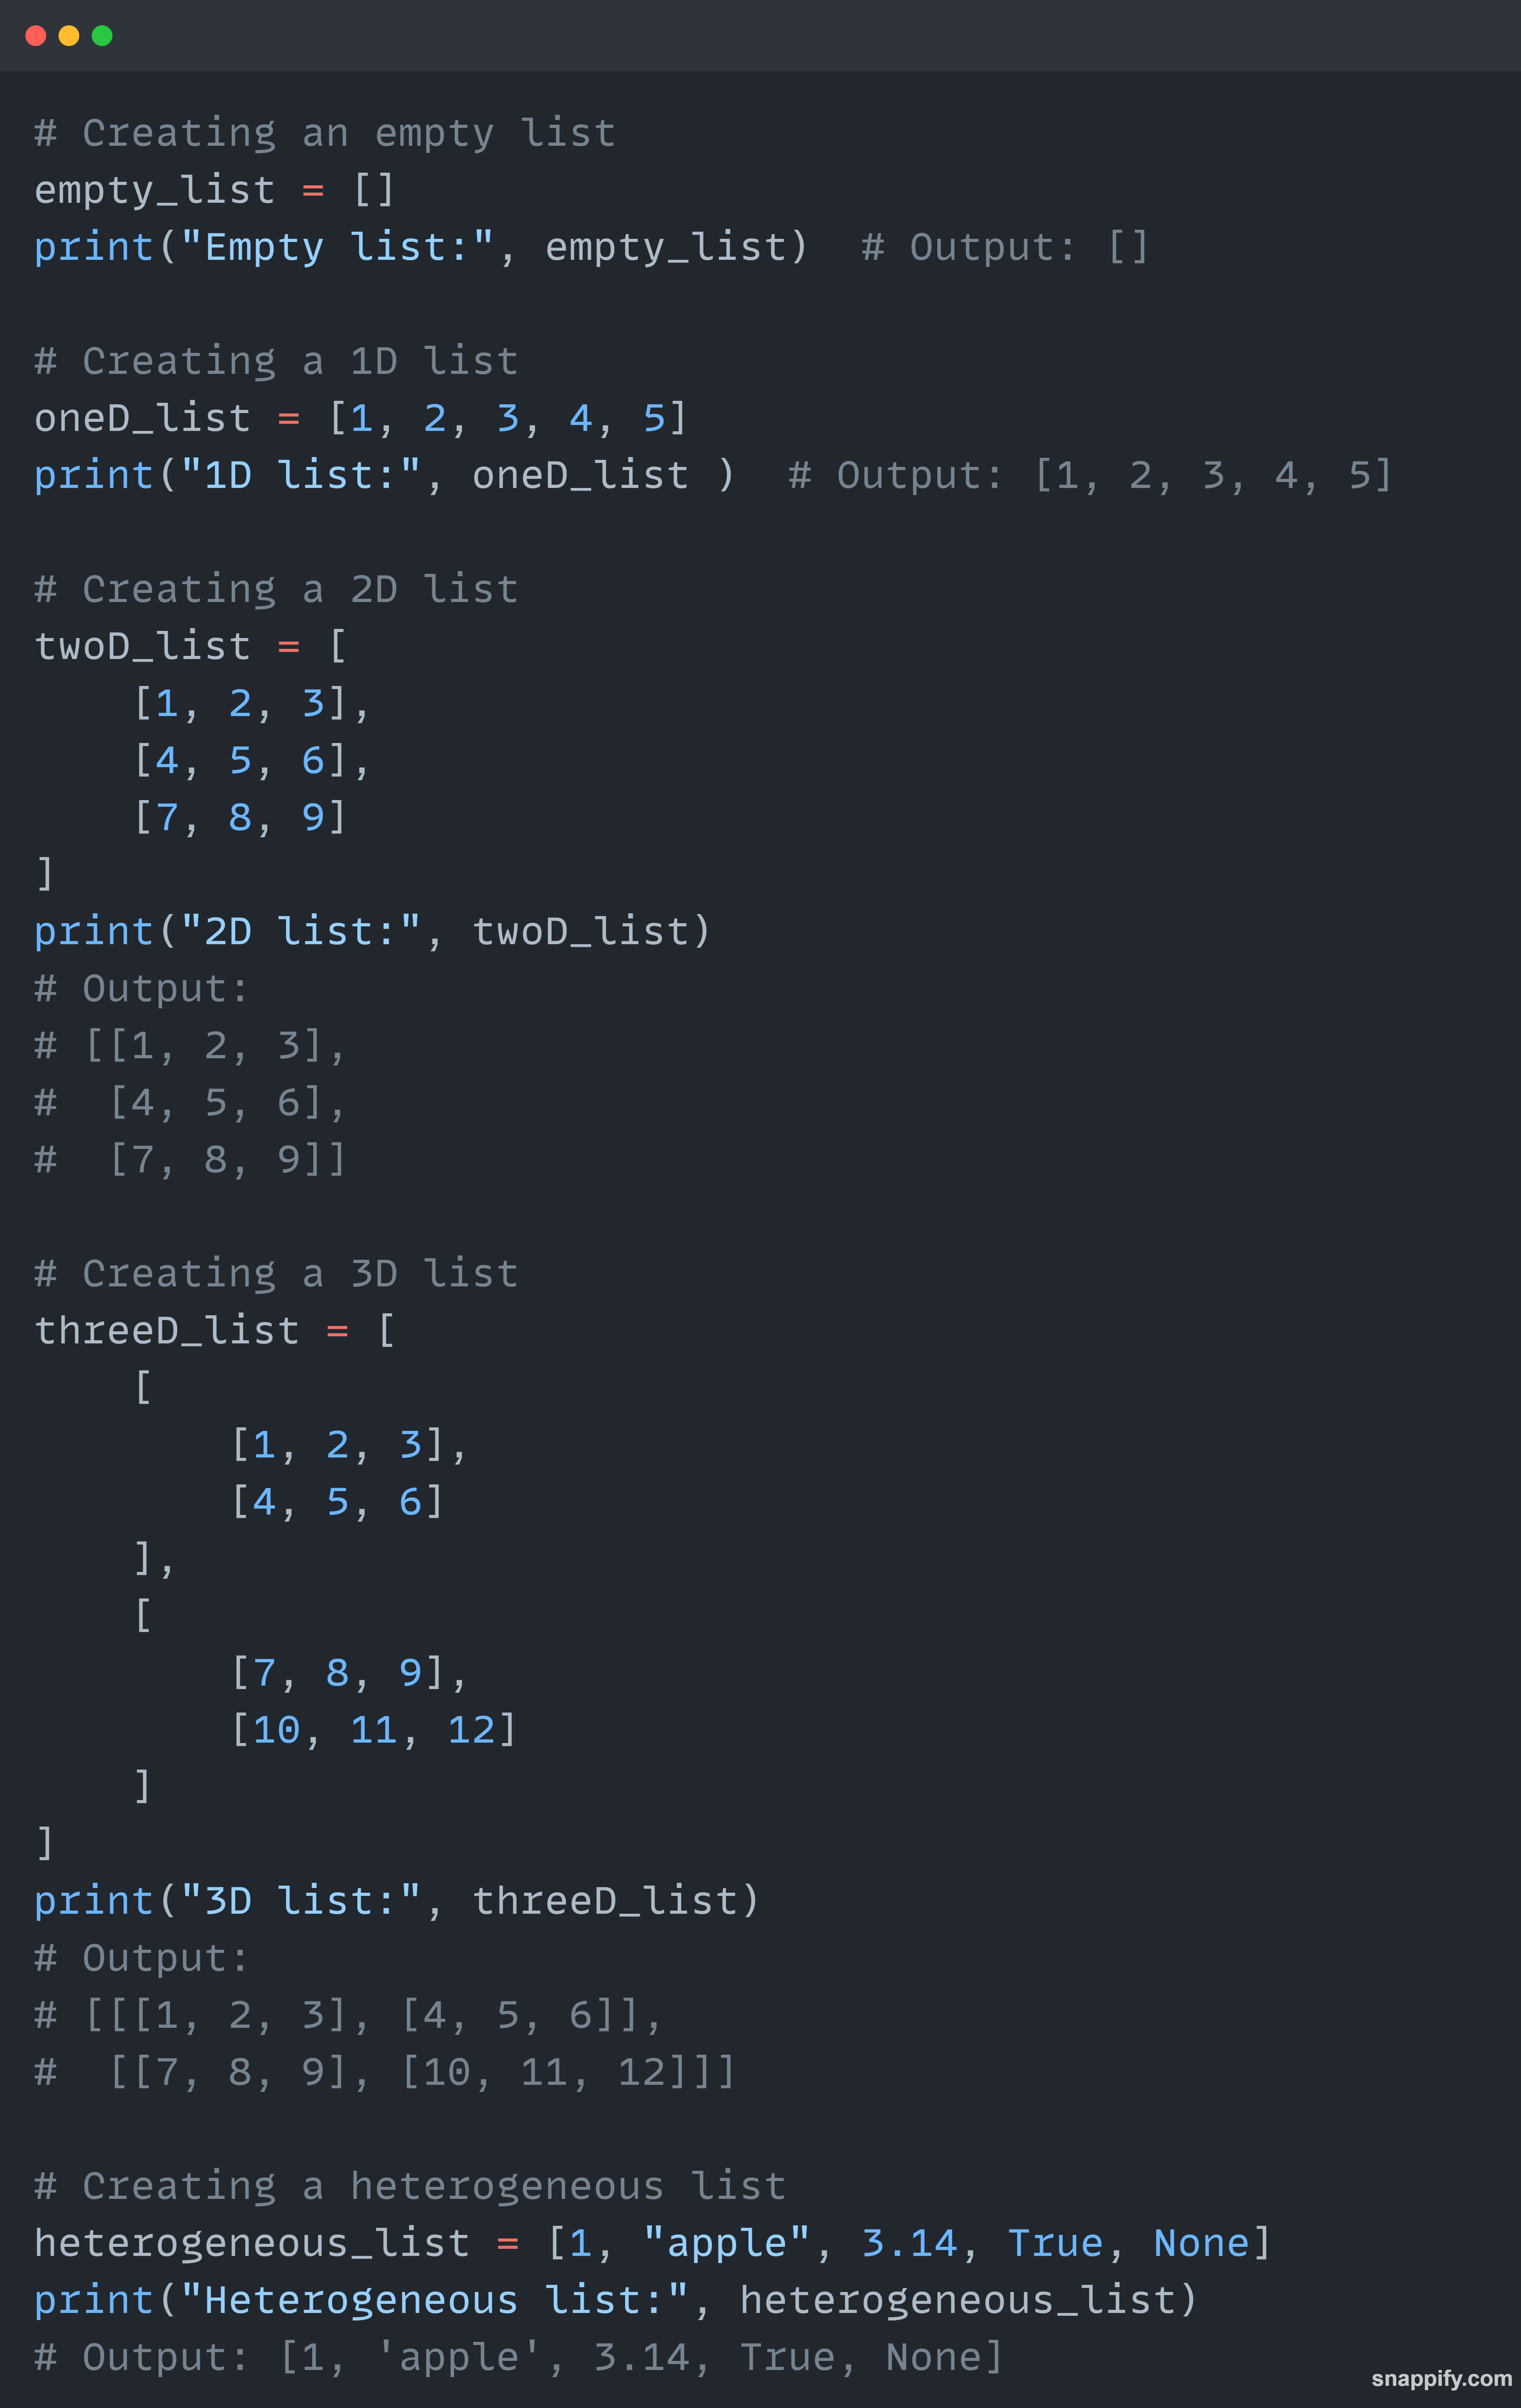 # Creating an empty list
empty_list = []
print("Empty list:", empty_list)  # Output: []

# Creating a 1D list
oneD_list = [1, 2, 3, 4, 5]
print("1D list:", oneD_list )  # Output: [1, 2, 3, 4, 5]

# Creating a 2D list
twoD_list = [
    [1, 2, 3],
    [4, 5, 6],
    [7, 8, 9]
]
print("2D list:", twoD_list)
# Output:
# [[1, 2, 3],
#  [4, 5, 6],
#  [7, 8, 9]]

# Creating a 3D list
threeD_list = [
    [
        [1, 2, 3],
        [4, 5, 6]
    ],
    [
        [7, 8, 9],
        [10, 11, 12]
    ]
]
print("3D list:", threeD_list)
# Output:
# [[[1, 2, 3], [4, 5, 6]],
#  [[7, 8, 9], [10, 11, 12]]]

# Creating a heterogeneous list
heterogeneous_list = [1, "apple", 3.14, True, None]
print("Heterogeneous list:", heterogeneous_list)
# Output: [1, 'apple', 3.14, True, None]
snappify.com